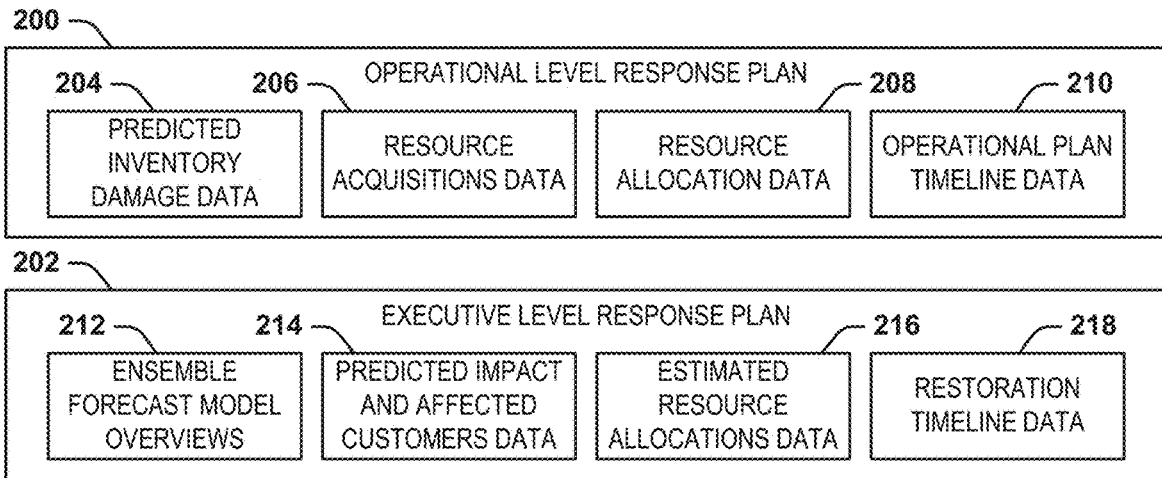 200
OPERATIONAL LEVEL RESPONSE PLAN
204
206
208
210
PREDICTED
INVENTORY
DAMAGE DATA
RESOURCE
ACQUISITIONS DATA
RESOURCE
ALLOCATION DATA
OPERATIONAL PLAN
TIMELINE DATA
202
EXECUTIVE LEVEL RESPONSE PLAN
212
214
216
218
ENSEMBLE
FORECAST MODEL
OVERVIEWS
PREDICTED IMPACT
AND AFFECTED
CUSTOMERS DATA
ESTIMATED
RESOURCE
ALLOCATIONS DATA
RESTORATION
TIMELINE DATA